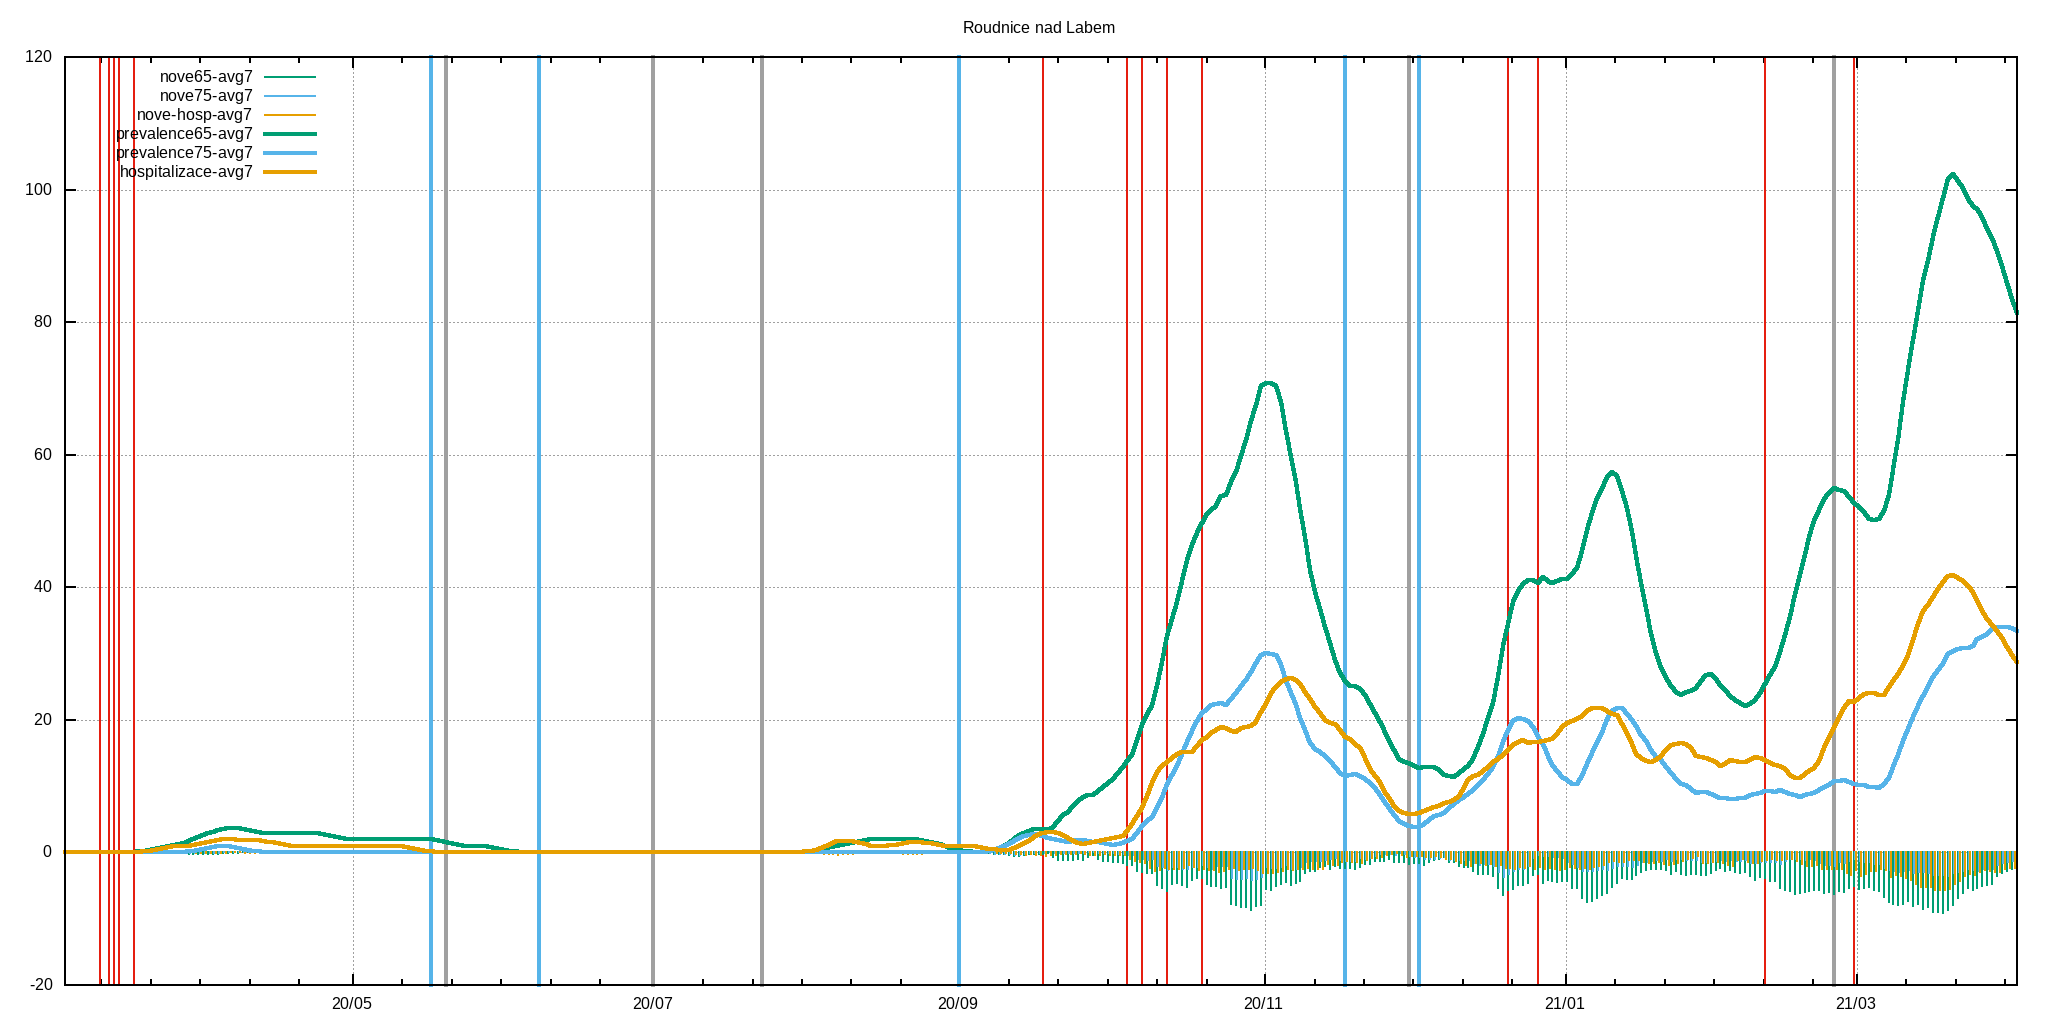 Roudnice nad Labem
120
nove65-avg7
nove75-avg7
nove-hosp-avg7
prevalence65-avg7
prevalence75-avg7
hospitalizace-avg7
100
80
60
40
20
0
-20
20/05 20/07 20/09 20/11 21/01 21/03